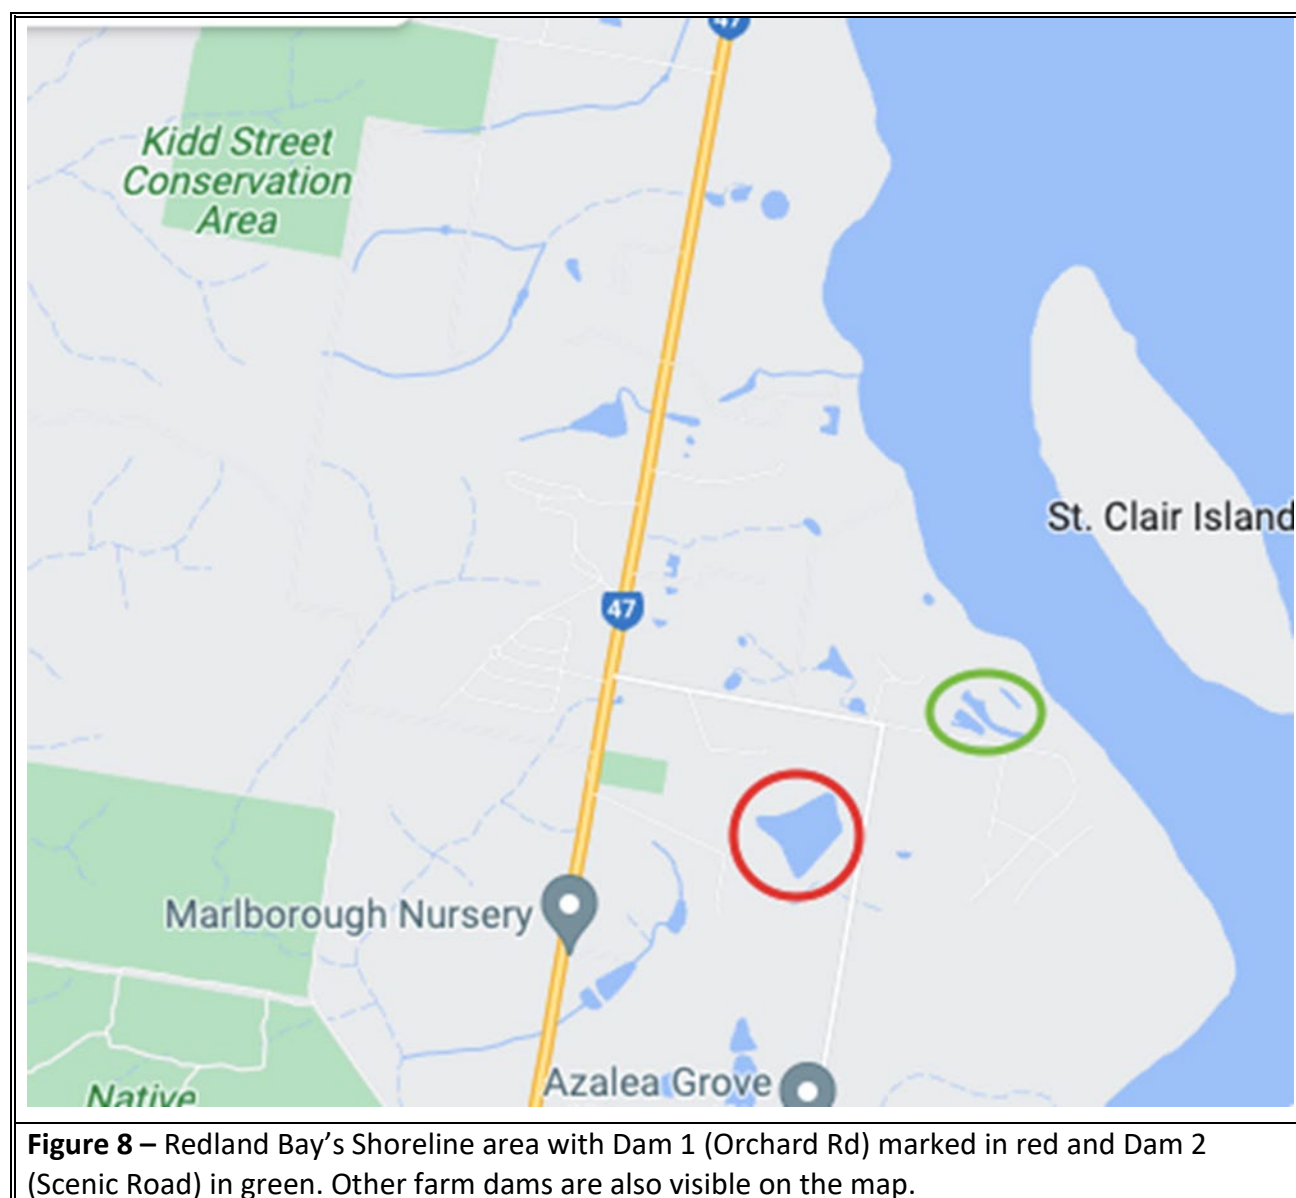 47
Kidd Street
Conservation
Area
St. Clair Island
47
Marlborough Nursery
Azalea Grove
Native
Figure 8 – Redland Bay’s Shoreline area with Dam 1 (Orchard Rd) marked in red and Dam 2
(Scenic Road) in green. Other farm dams are also visible on the map.